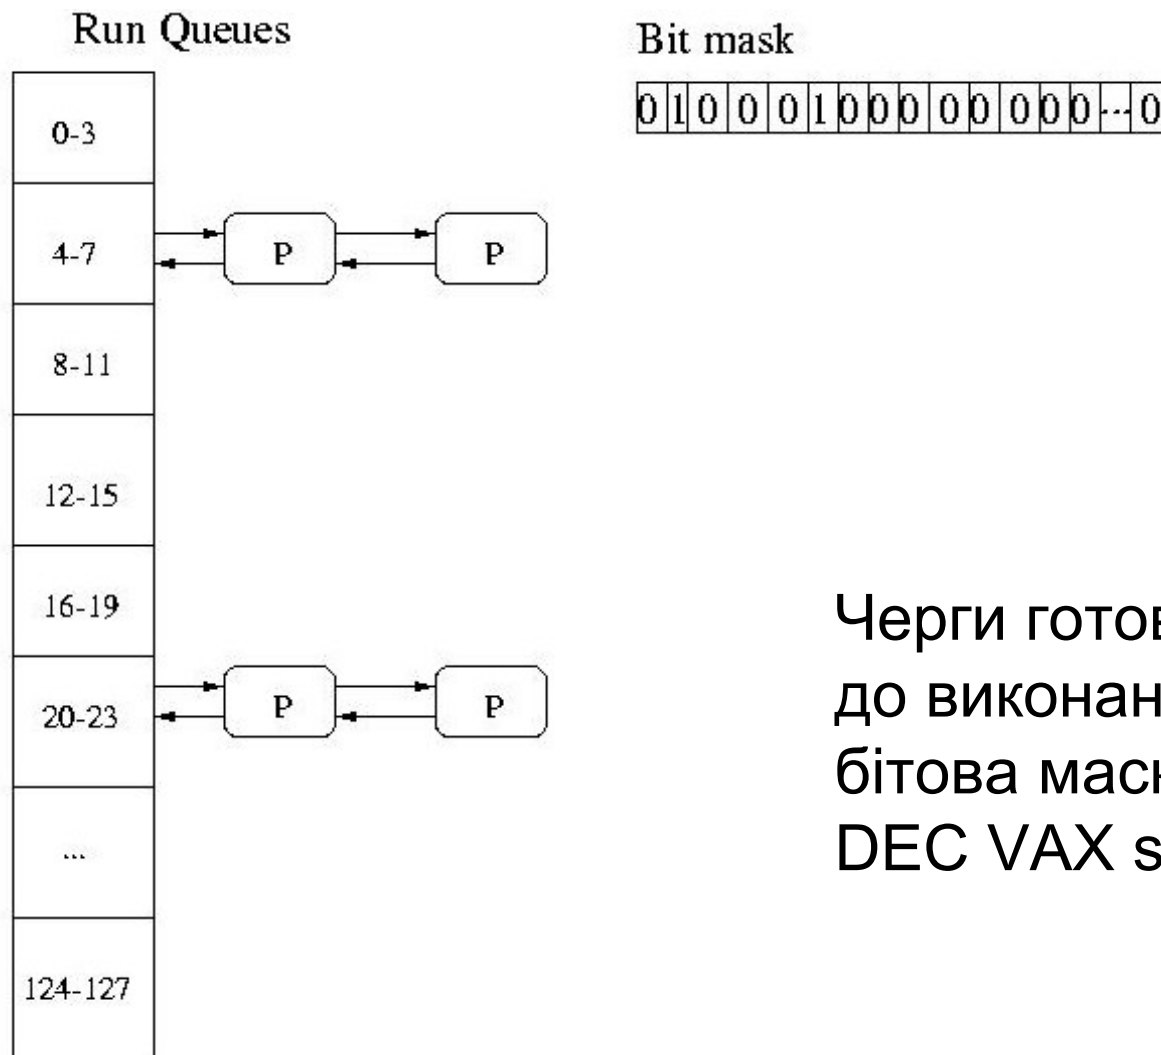 Run Queues
Bit mask
0 1 0 0 0 1 0 0 0 0 0 0 0 0 ... 0
0-3
4-7 P P
8-11
12-15
16-19
20-23 P P
...
124-127
Черги готов
до виконан
бітова мас
DEC VAX s